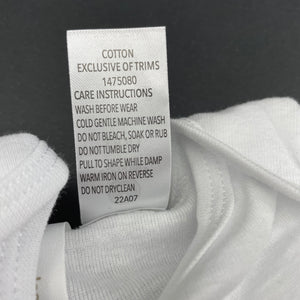 COTTON
EXCLUSIVE OF TRIMS
1475080
CARE INSTRUCTIONS
WASH BEFORE WEAR
COLD GENTLE MACHINE WASH
DO NOT BLEACH, SOAK OR RUB
DO NOT TUMBLE DRY
PULL TO SHAPE WHILE DAMP
WARM IRON ON REVERSE
DO NOT DRYCLEAN
22A07